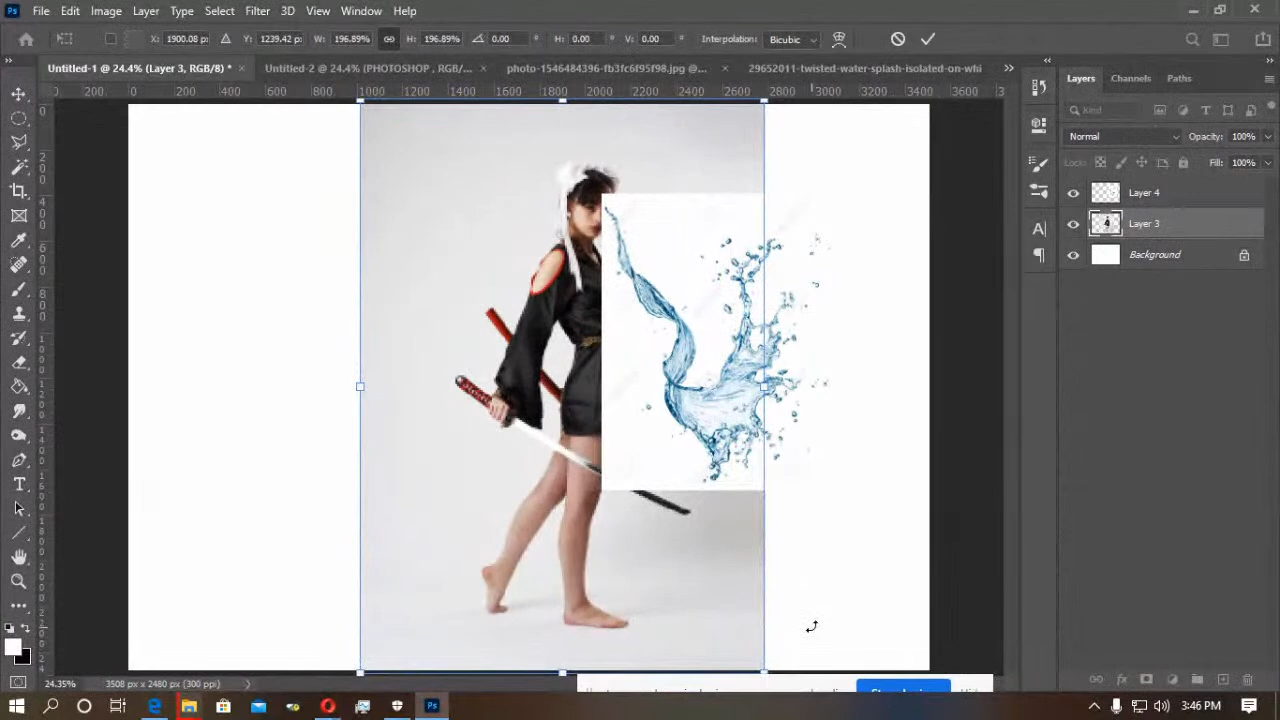 Ps File Edit Image Layer Type Select Filter 3D View Window Help
X: 1900.08 px Y: 1239.42 px W: 196.89% H: 196.89% 0.00 ° H: 0.00 ° V: 0.00 ° Interpolation: Bicubic
Untitled-1 @ 24.4% (Layer 3, RGB/8) * × Untitled-2 @ 24.4% (PHOTOSHOP , RGB/... × photo-1546484396-fb3fc6f95f98.jpg @... × 29652011-twisted-water-splash-isolated-on-whi
Layers Channels Paths
200 0 200 400 600 800 1000 1200 1400 1600 1800 2000 2200 2400 2600 2800 3000 3200 3400 3600
Kind
Normal Opacity: 100%
Lock: Fill: 100%
Layer 4
Layer 3
Background
24.35% 3508 px x 2480 px (300 ppi)
3:46 PM